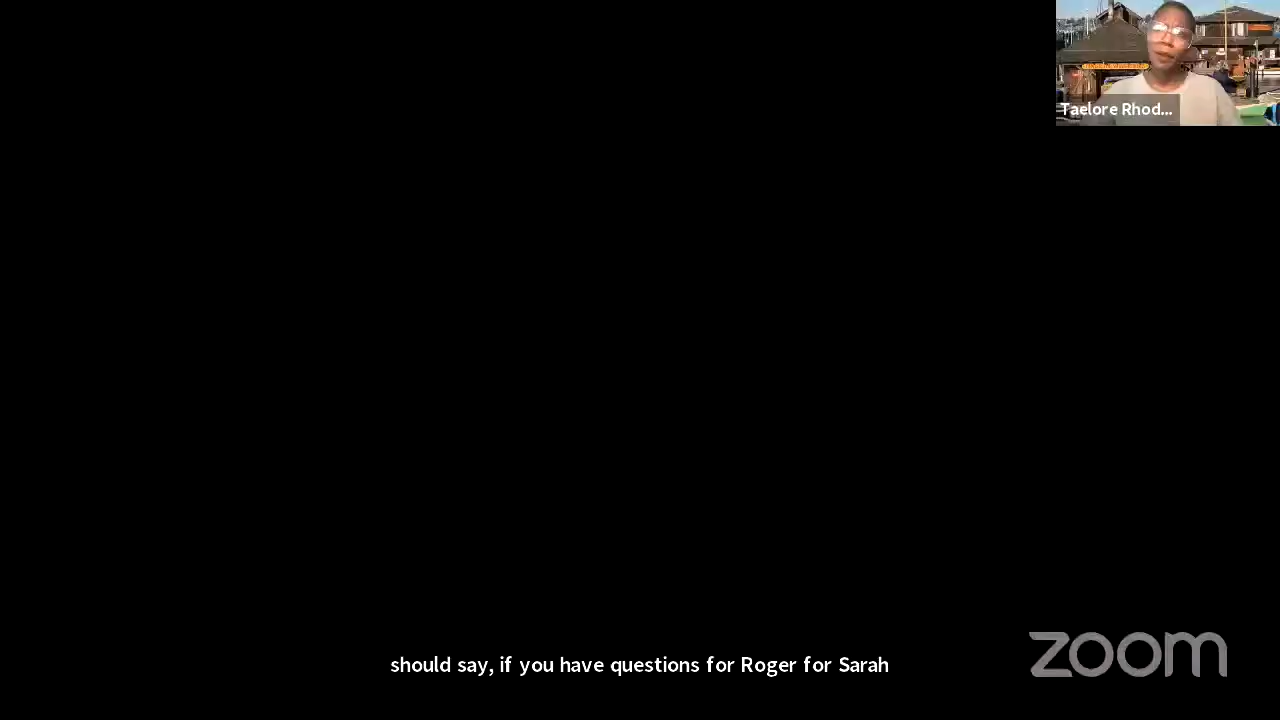 Taelore Rhod...
should say, if you have questions for Roger for Sarah
zoom